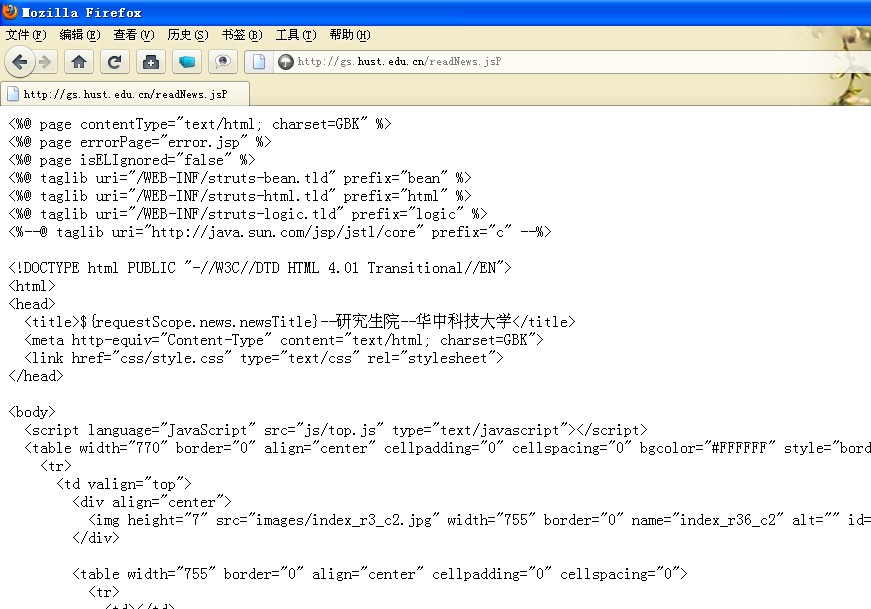 Mozilla Firefox
文件(F) 编辑(E) 查看(V) 历史(S) 书签(B) 工具(T) 帮助(H)
http://gs.hust.edu.cn/readNews.jsP
http://gs.hust.edu.cn/readNews.jsP
<%@ page contentType="text/html; charset=GBK" %>
<%@ page errorPage="error.jsp" %>
<%@ page isELIgnored="false" %>
<%@ taglib uri="/WEB-INF/struts-bean.tld" prefix="bean" %>
<%@ taglib uri="/WEB-INF/struts-html.tld" prefix="html" %>
<%@ taglib uri="/WEB-INF/struts-logic.tld" prefix="logic" %>
<%--@ taglib uri="http://java.sun.com/jsp/jstl/core" prefix="c" --%>
<!DOCTYPE html PUBLIC "-//W3C//DTD HTML 4.01 Transitional//EN">
<html>
<head>
<title>${requestScope.news.newsTitle}--研究生院--华中科技大学</title>
<meta http-equiv="Content-Type" content="text/html; charset=GBK">
<link href="css/style.css" type="text/css" rel="stylesheet">
</head>
<body>
<script language="JavaScript" src="js/top.js" type="text/javascript"></script>
<table width="770" border="0" align="center" cellpadding="0" cellspacing="0" bgcolor="#FFFFFF" style="bord
<tr>
<td valign="top">
<div align="center">
<img height="7" src="images/index_r3_c2.jpg" width="755" border="0" name="index_r36_c2" alt="" id=
</div>
<table width="755" border="0" align="center" cellpadding="0" cellspacing="0">
<tr>
<td></td>